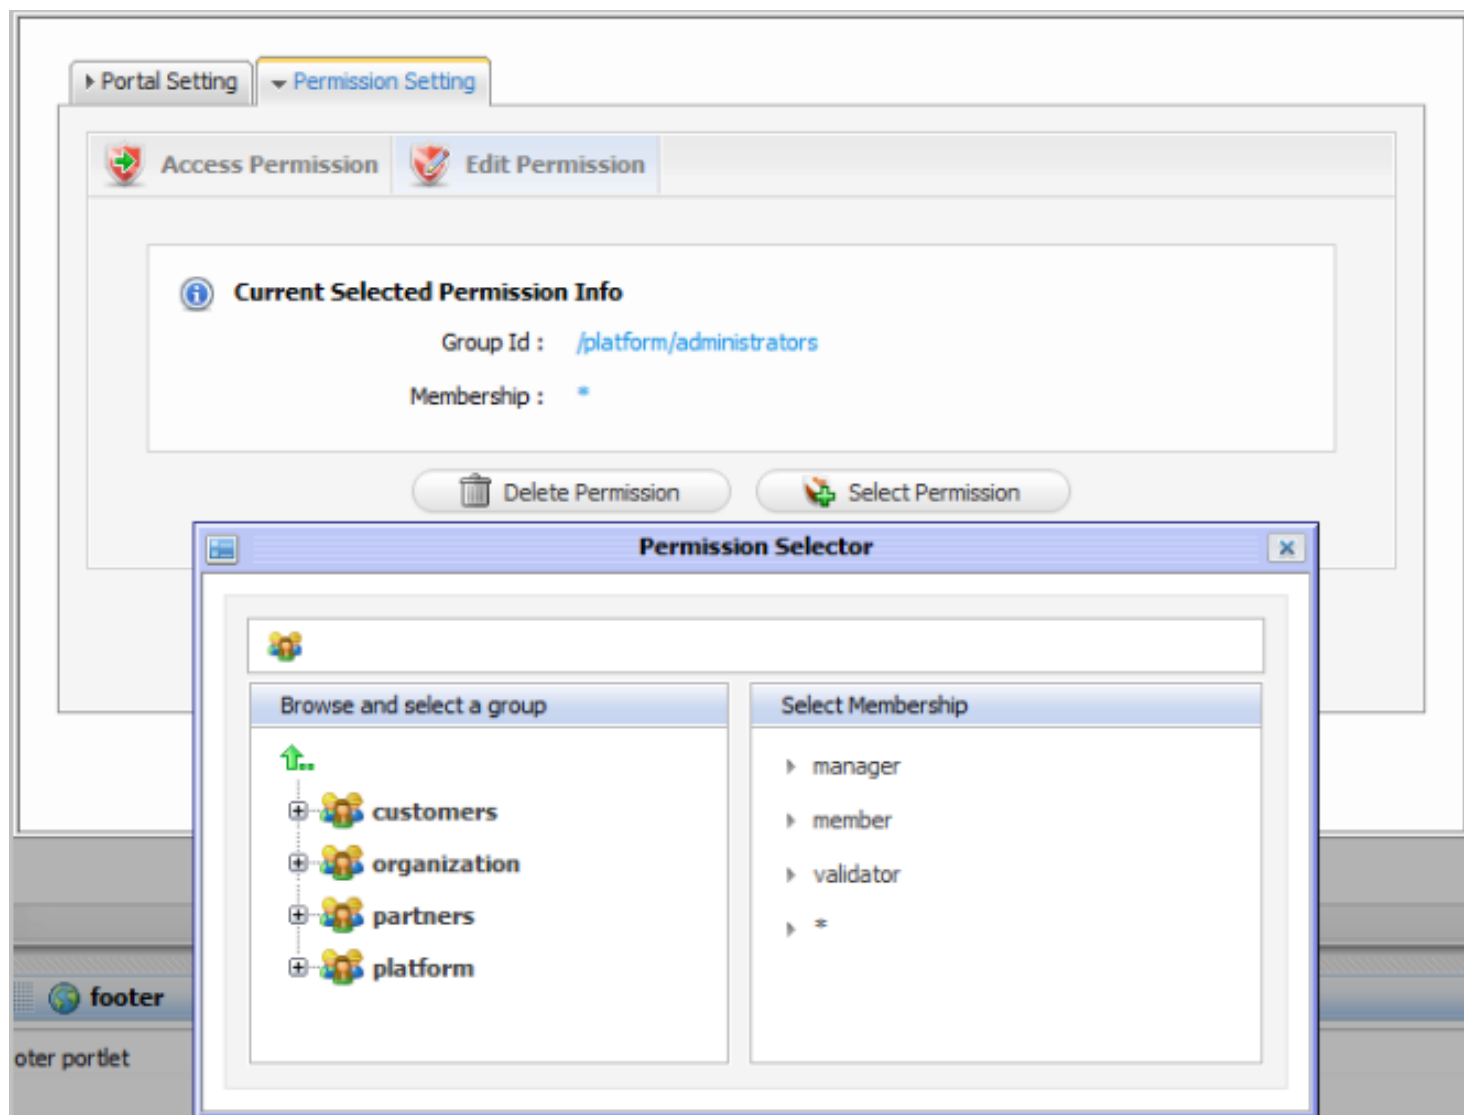 Portal Setting Permission Setting
Access Permission Edit Permission
Current Selected Permission Info
Group Id : /platform/administrators
Membership : *
Delete Permission Select Permission
Permission Selector
Browse and select a group
customers
organization
partners
platform
Select Membership
manager
member
validator
*
footer
oter portlet